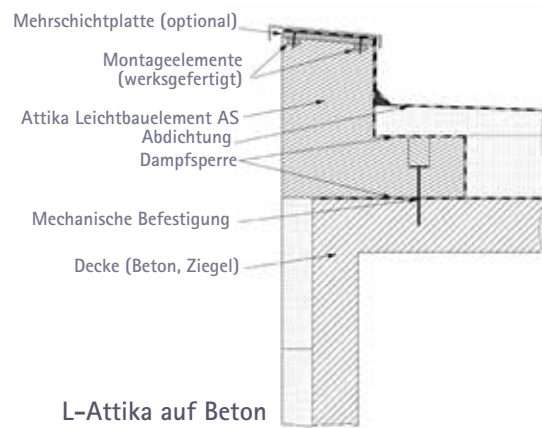 Mehrschichtplatte (optional)
Montageelemente
(werksgefertigt)
Attika Leichtbauelement AS
Abdichtung
Dampfsperre
Mechanische Befestigung
Decke (Beton, Ziegel)
L-Attika auf Beton